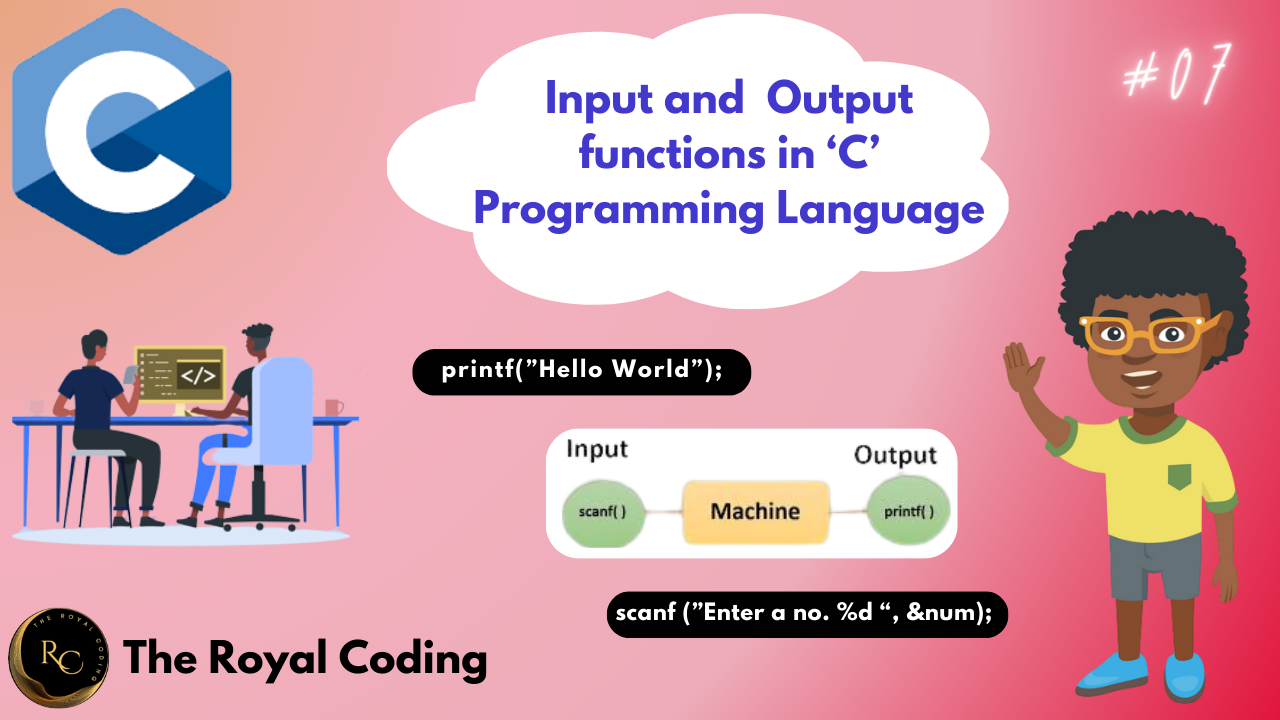 #07
Input and Output
functions in ‘C’
Programming Language
</>
printf(”Hello World”);
Input
Output
scanf( )
Machine
printf( )
scanf (”Enter a no. %d “, &num);
THE ROYAL CODING
RC
The Royal Coding